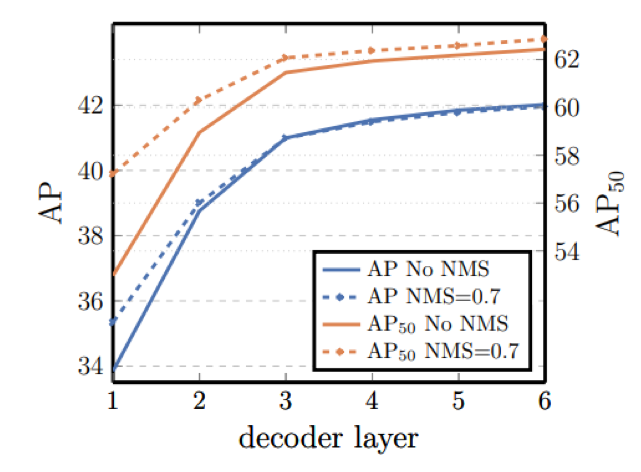 42
40
38
36
34
AP
62
60
58
56
54
AP50
AP No NMS
AP NMS=0.7
AP50 No NMS
AP50 NMS=0.7
1 2 3 4 5 6
decoder layer